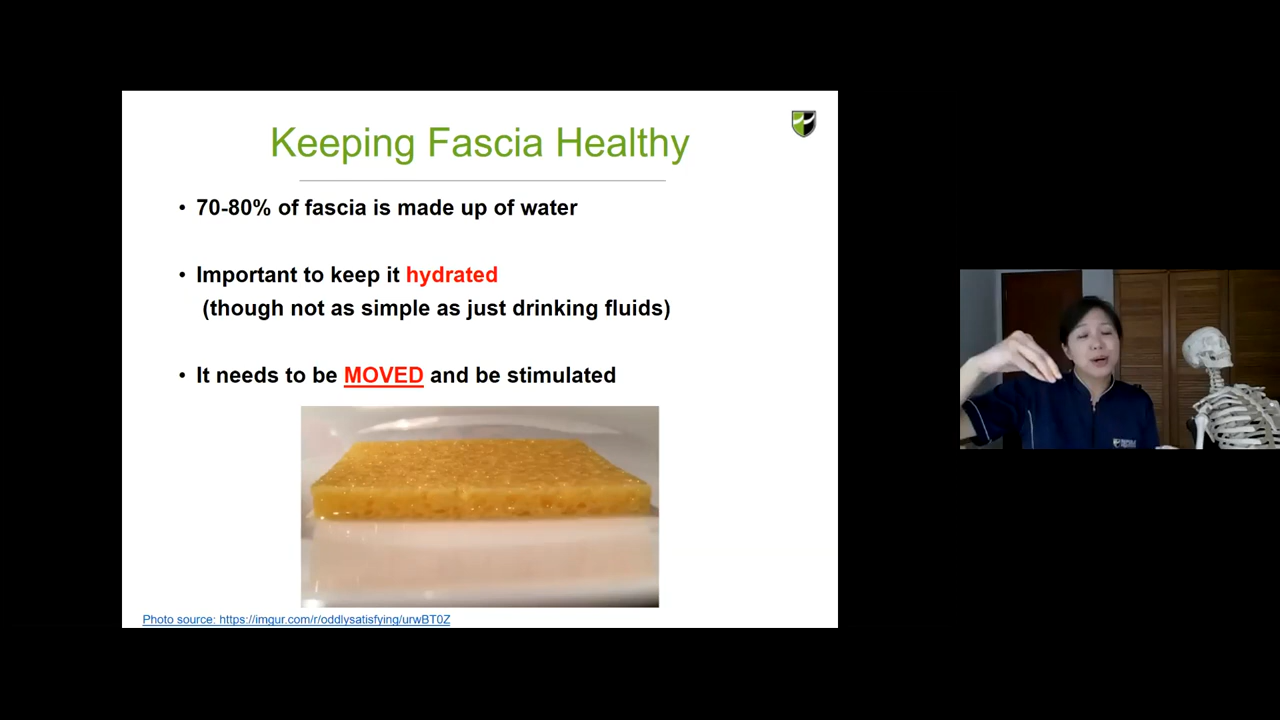 Keeping Fascia Healthy
• 70-80% of fascia is made up of water
• Important to keep it hydrated
(though not as simple as just drinking fluids)
• It needs to be MOVED and be stimulated
Photo source: https://imgur.com/r/oddlysatisfying/urwBT0Z